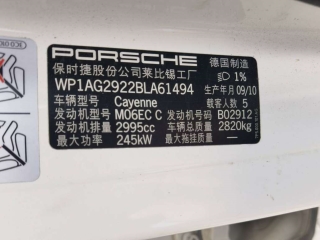 PORSCHE
保时捷股份公司莱比锡工厂 德国制造
WP1AG2922BLA61494 1%
生产年月 09/10
车辆型号 Cayenne 载客人数 5
发动机型号 M06EC C 发动机号码 B02912
发动机排量 2995cc 最大总质量 2820kg
最大功率 245kW 最大拖挂质量 —